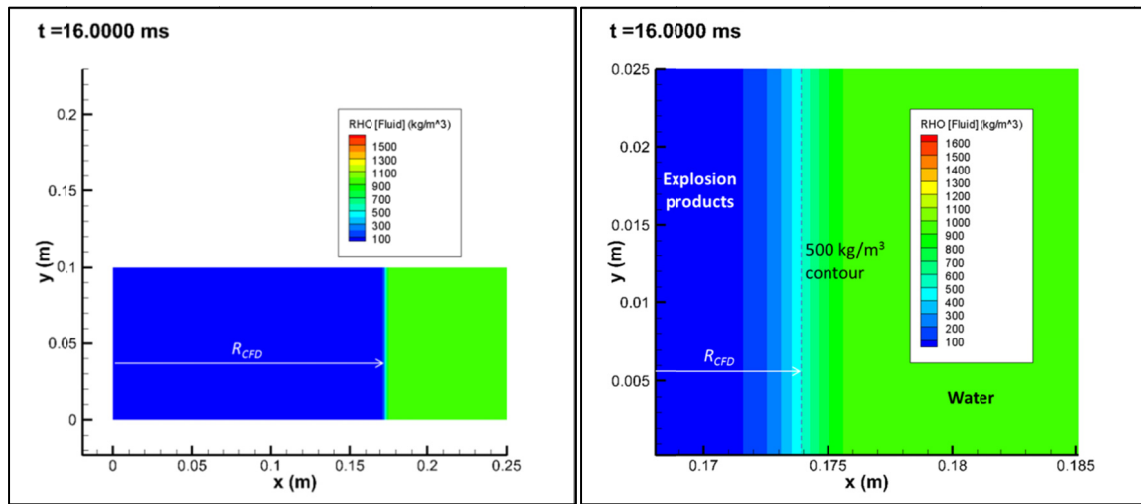 t =16.0000 ms
y (m)
0.2
0.15
0.1
0.05
0
RHO [Fluid] (kg/m^3)
1500
1300
1100
900
700
500
300
100
R_CFD
0
0.05
0.1
0.15
0.2
0.25
x (m)
t =16.0000 ms
y (m)
0.025
0.02
0.015
0.01
0.005
Explosion
products
500 kg/m³
contour
RHO [Fluid] (kg/m^3)
1600
1500
1400
1300
1200
1100
1000
900
800
700
600
500
400
300
200
100
R_CFD
Water
0.17
0.175
0.18
0.185
x (m)